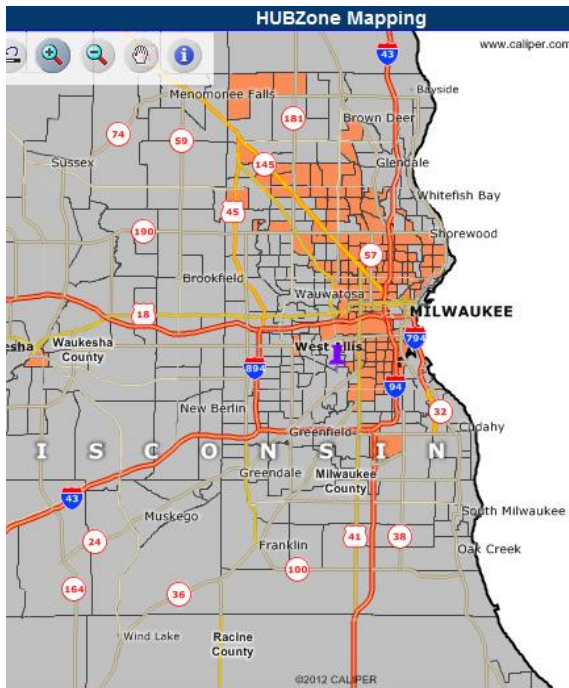 HUBZone Mapping
www.caliper.com
43
Bayside
Menomonee Falls
181
Brown Deer
74
59
Sussex
145
Glendale
Whitefish Bay
45
190
Shorewood
57
Brookfield
Wauwatosa
18
MILWAUKEE
Waukesha
County
West Allis
1
794
894
94
New Berlin
32
Cudahy
Greenfield
I S C O N S I N
Greendale
Milwaukee
County
43
Muskego
South Milwaukee
24
41
38
Franklin
Oak Creek
100
164
36
Wind Lake
Racine
County
©2012 CALIPER